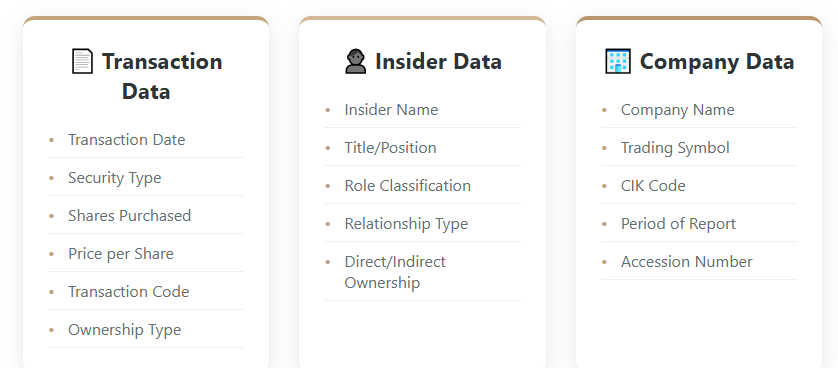 Transaction
Data
Transaction Date
Security Type
Shares Purchased
Price per Share
Transaction Code
Ownership Type
Insider Data
Insider Name
Title/Position
Role Classification
Relationship Type
Direct/Indirect
Ownership
Company Data
Company Name
Trading Symbol
CIK Code
Period of Report
Accession Number